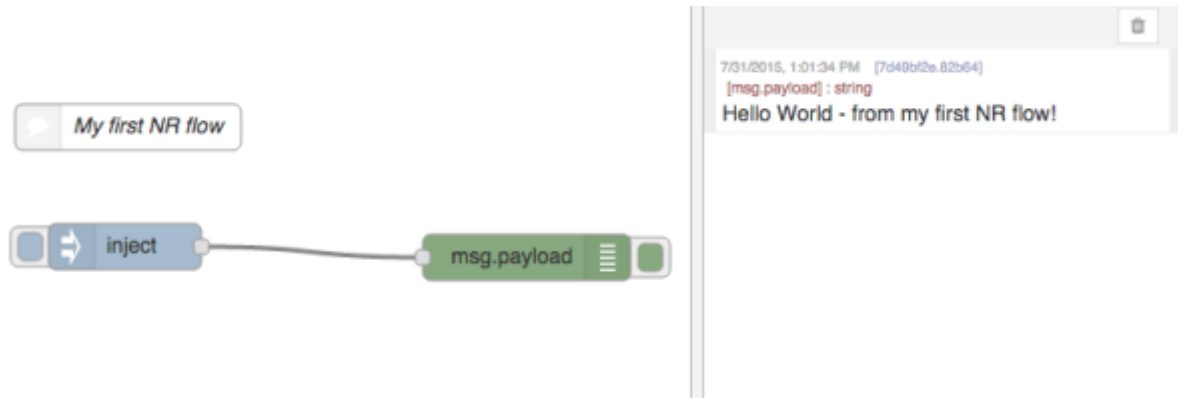 My first NR flow
inject
msg.payload
7/31/2015, 1:01:34 PM [7d49bf2e.82b64]
[msg.payload] : string
Hello World - from my first NR flow!